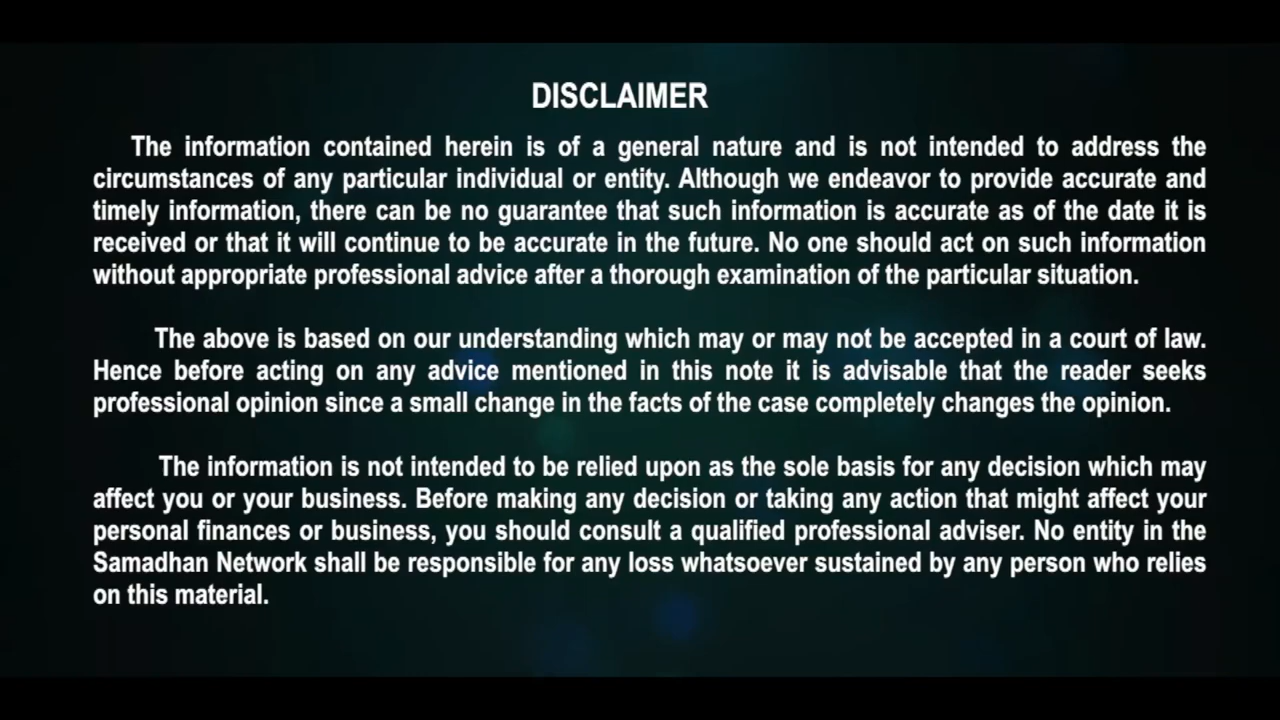 DISCLAIMER
The information contained herein is of a general nature and is not intended to address the
circumstances of any particular individual or entity. Although we endeavor to provide accurate and
timely information, there can be no guarantee that such information is accurate as of the date it is
received or that it will continue to be accurate in the future. No one should act on such information
without appropriate professional advice after a thorough examination of the particular situation.
The above is based on our understanding which may or may not be accepted in a court of law.
Hence before acting on any advice mentioned in this note it is advisable that the reader seeks
professional opinion since a small change in the facts of the case completely changes the opinion.
The information is not intended to be relied upon as the sole basis for any decision which may
affect you or your business. Before making any decision or taking any action that might affect your
personal finances or business, you should consult a qualified professional adviser. No entity in the
Samadhan Network shall be responsible for any loss whatsoever sustained by any person who relies
on this material.